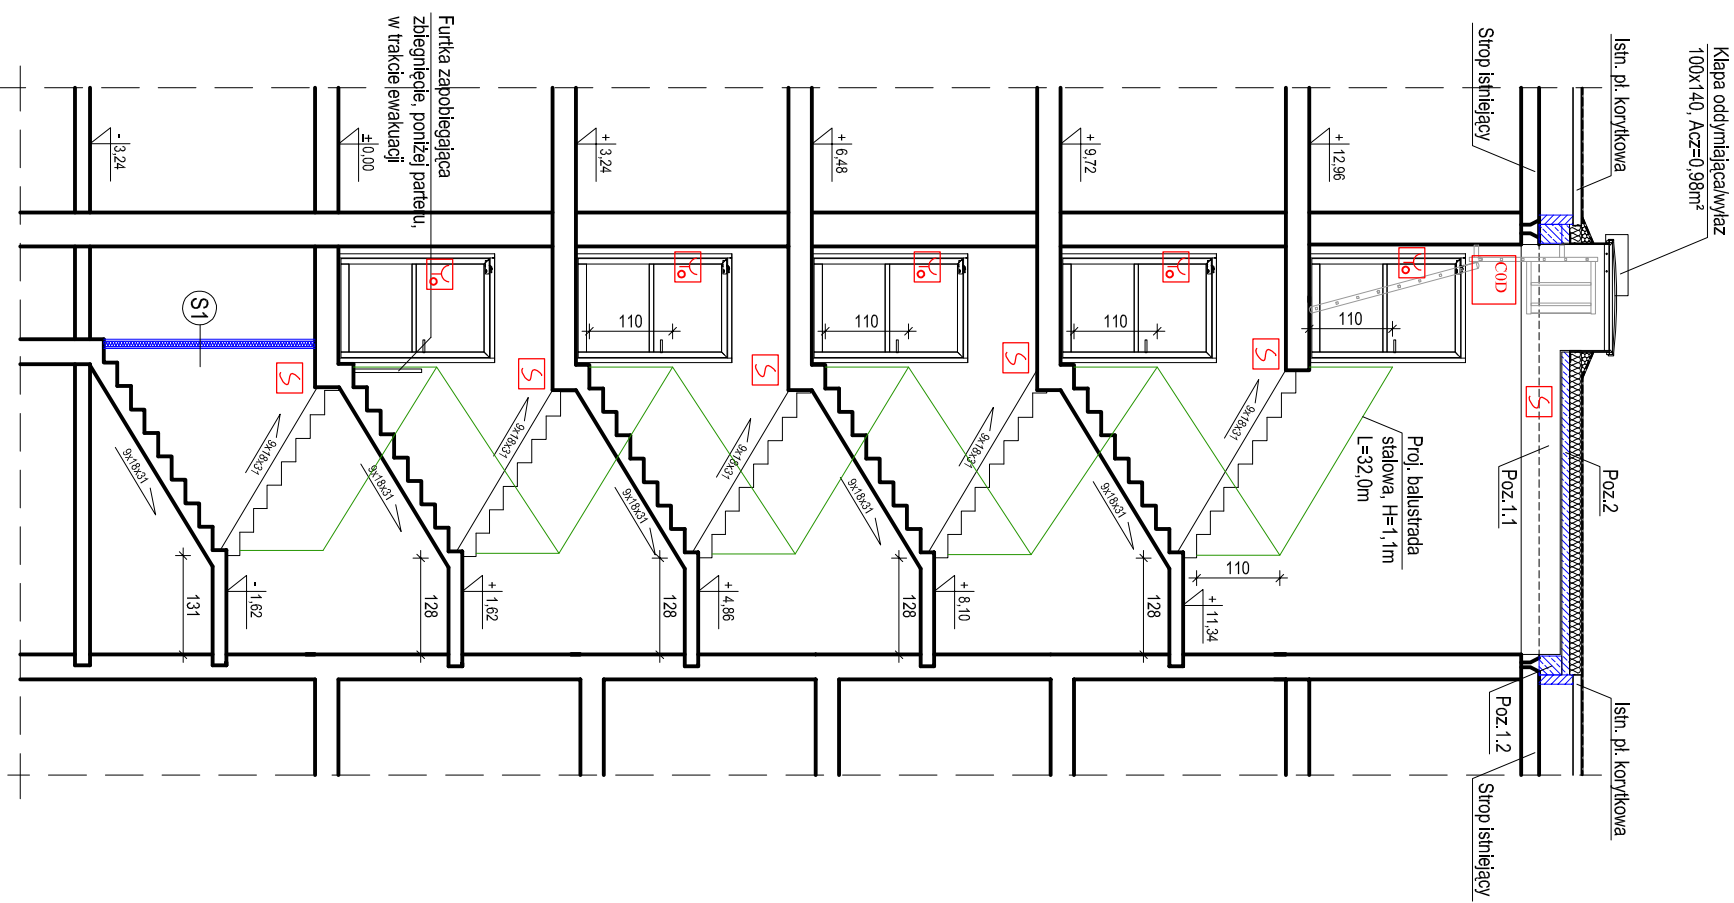 Klapa oddymiająca/wyłaz
100x140, Acz=0,98m²
Istn. pł. korytkowa
Strop istniejący
Poz.2
Poz.1.1
Poz.1.2
Istn. pł. korytkowa
Strop istniejący
COD
S
+
12,96
110
S
9x18x31
Proj. balustrada
stalowa, H=1,1m
L=32,0m
110
+
11,34
+
9,72
110
S
9x18x31
9x18x31
128
+
8,10
+
6,48
110
S
9x18x31
9x18x31
128
+
4,86
+
3,24
110
S
9x18x31
9x18x31
128
+
1,62
±
0,00
Furtka zapobiegająca
zbiegnięcie, poniżej parteru,
w trakcie ewakuacji
S
9x18x31
9x18x31
128
-
1,62
S1
9x18x31
131
-
3,24